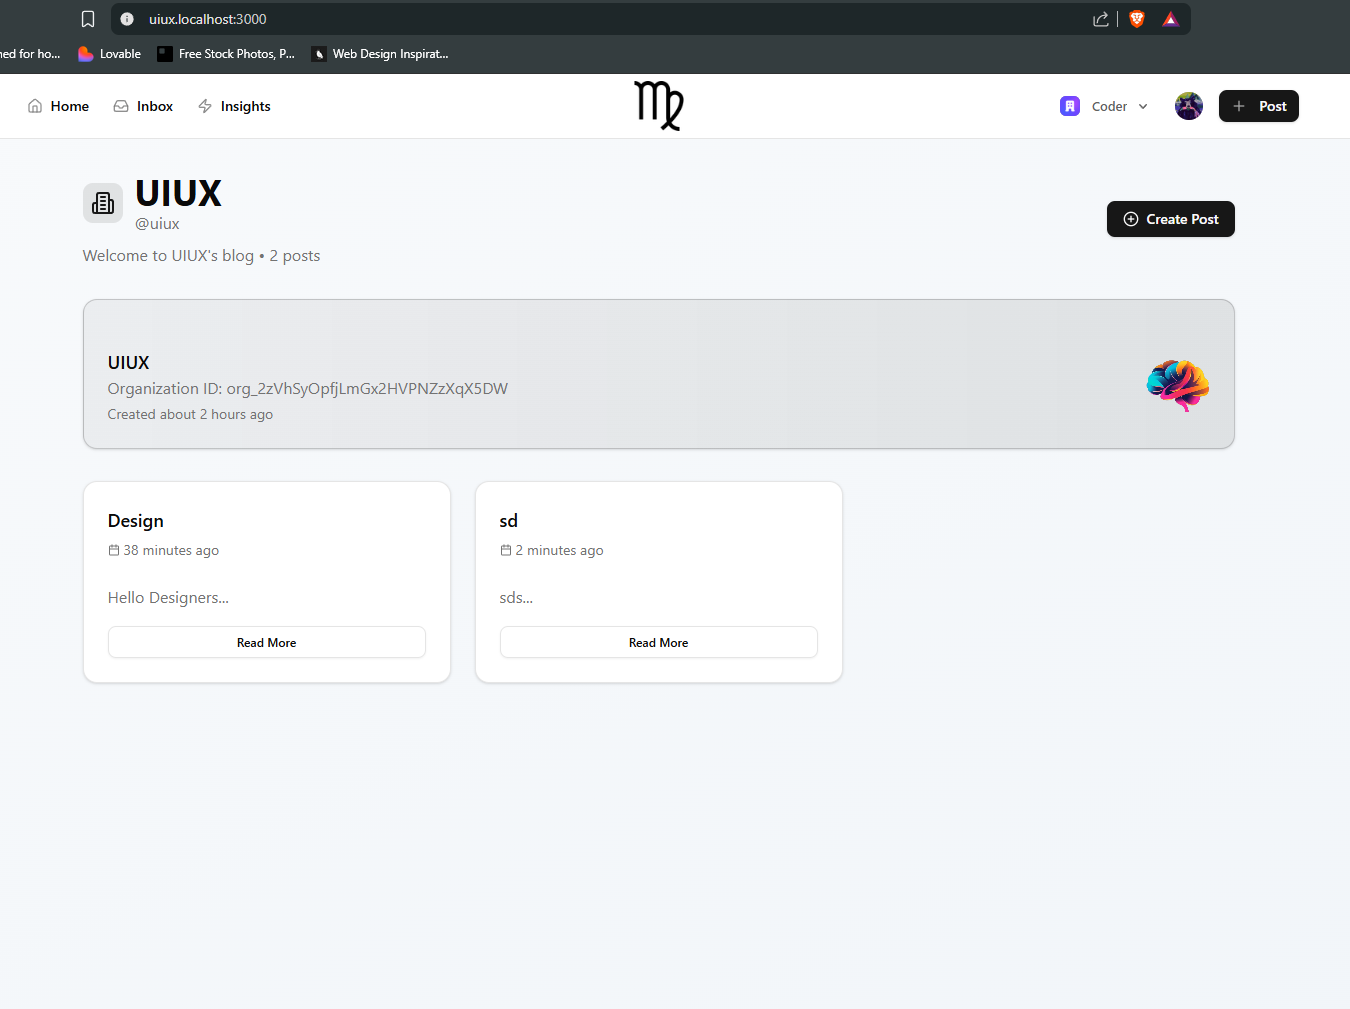 uiux.localhost:3000
ned for ho...
Lovable
Free Stock Photos, P...
Web Design Inspirat...
Home
Inbox
Insights
Coder
Post
UIUX
@uiux
Create Post
Welcome to UIUX's blog • 2 posts
UIUX
Organization ID: org_2zVhSyOpfjLmGx2HVPNZzXqX5DW
Created about 2 hours ago
Design
38 minutes ago
Hello Designers...
Read More
sd
2 minutes ago
sds...
Read More